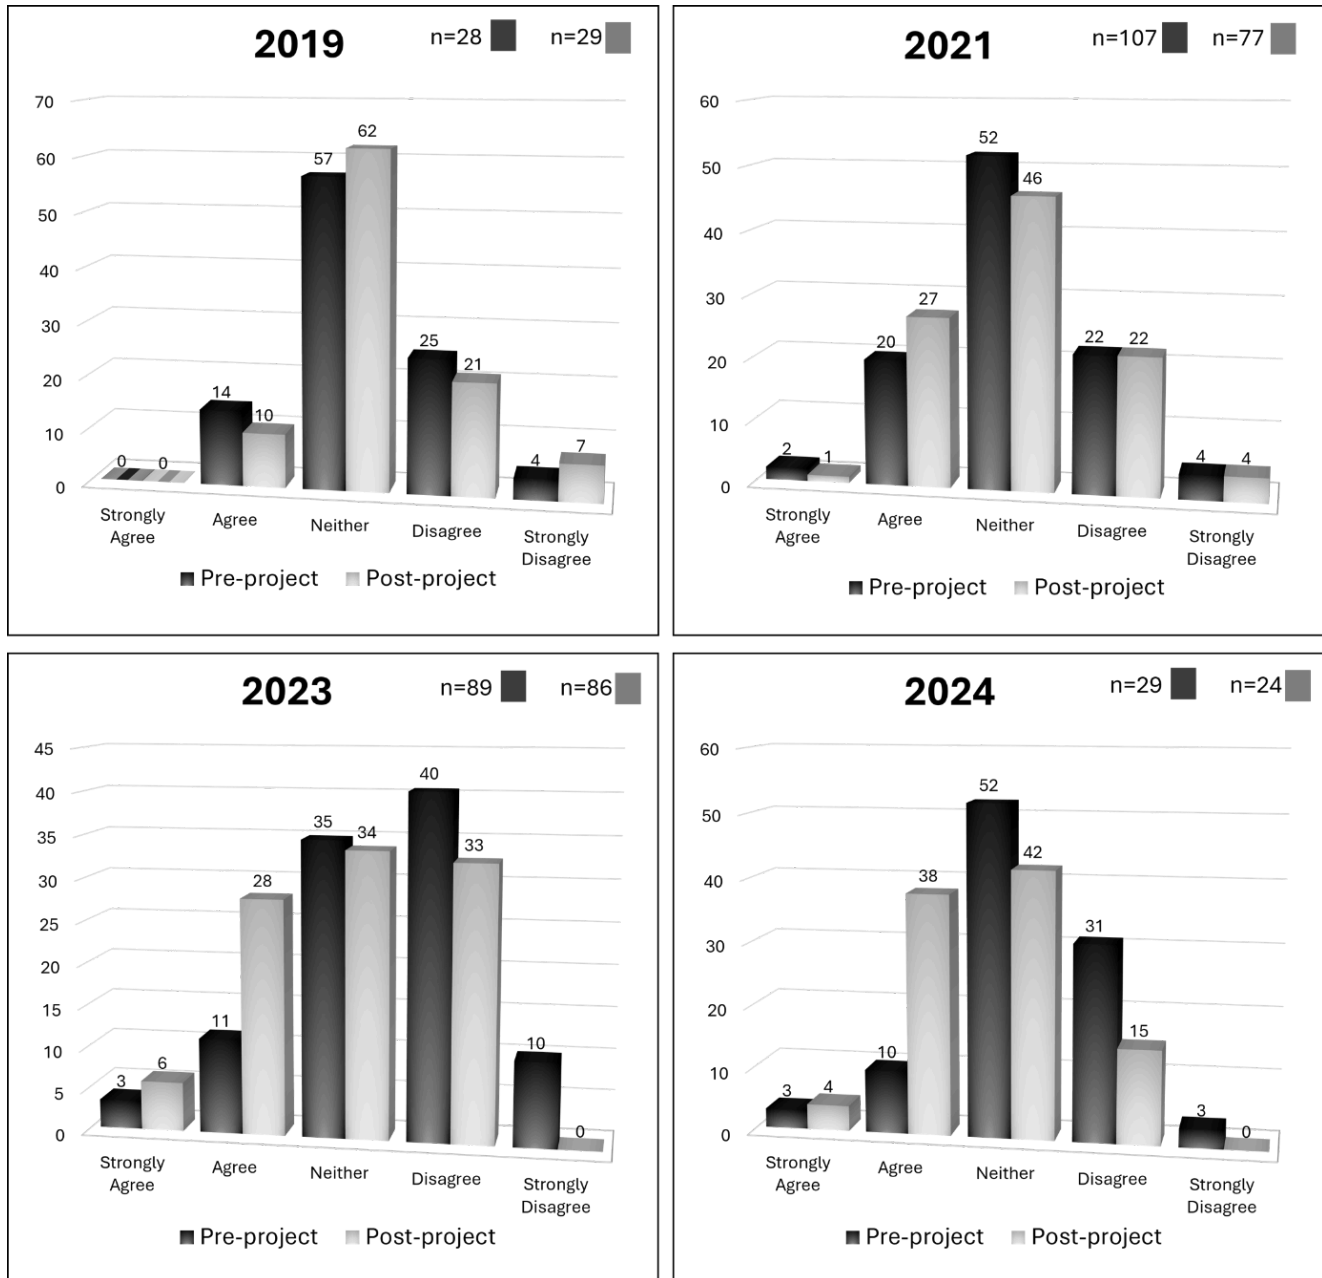 2019
n=28
n=29
70
60
50
40
30
20
10
0
0
0
14
10
57
62
25
21
4
7
Strongly
Agree
Agree
Neither
Disagree
Strongly
Disagree
Pre-project
Post-project
2021
n=107
n=77
60
50
40
30
20
10
0
2
1
20
27
52
46
22
22
4
4
Strongly
Agree
Agree
Neither
Disagree
Strongly
Disagree
Pre-project
Post-project
2023
n=89
n=86
45
40
35
30
25
20
15
10
5
0
3
6
11
28
35
34
40
33
10
0
Strongly
Agree
Agree
Neither
Disagree
Strongly
Disagree
Pre-project
Post-project
2024
n=29
n=24
60
50
40
30
20
10
0
3
4
10
38
52
42
31
15
3
0
Strongly
Agree
Agree
Neither
Disagree
Strongly
Disagree
Pre-project
Post-project